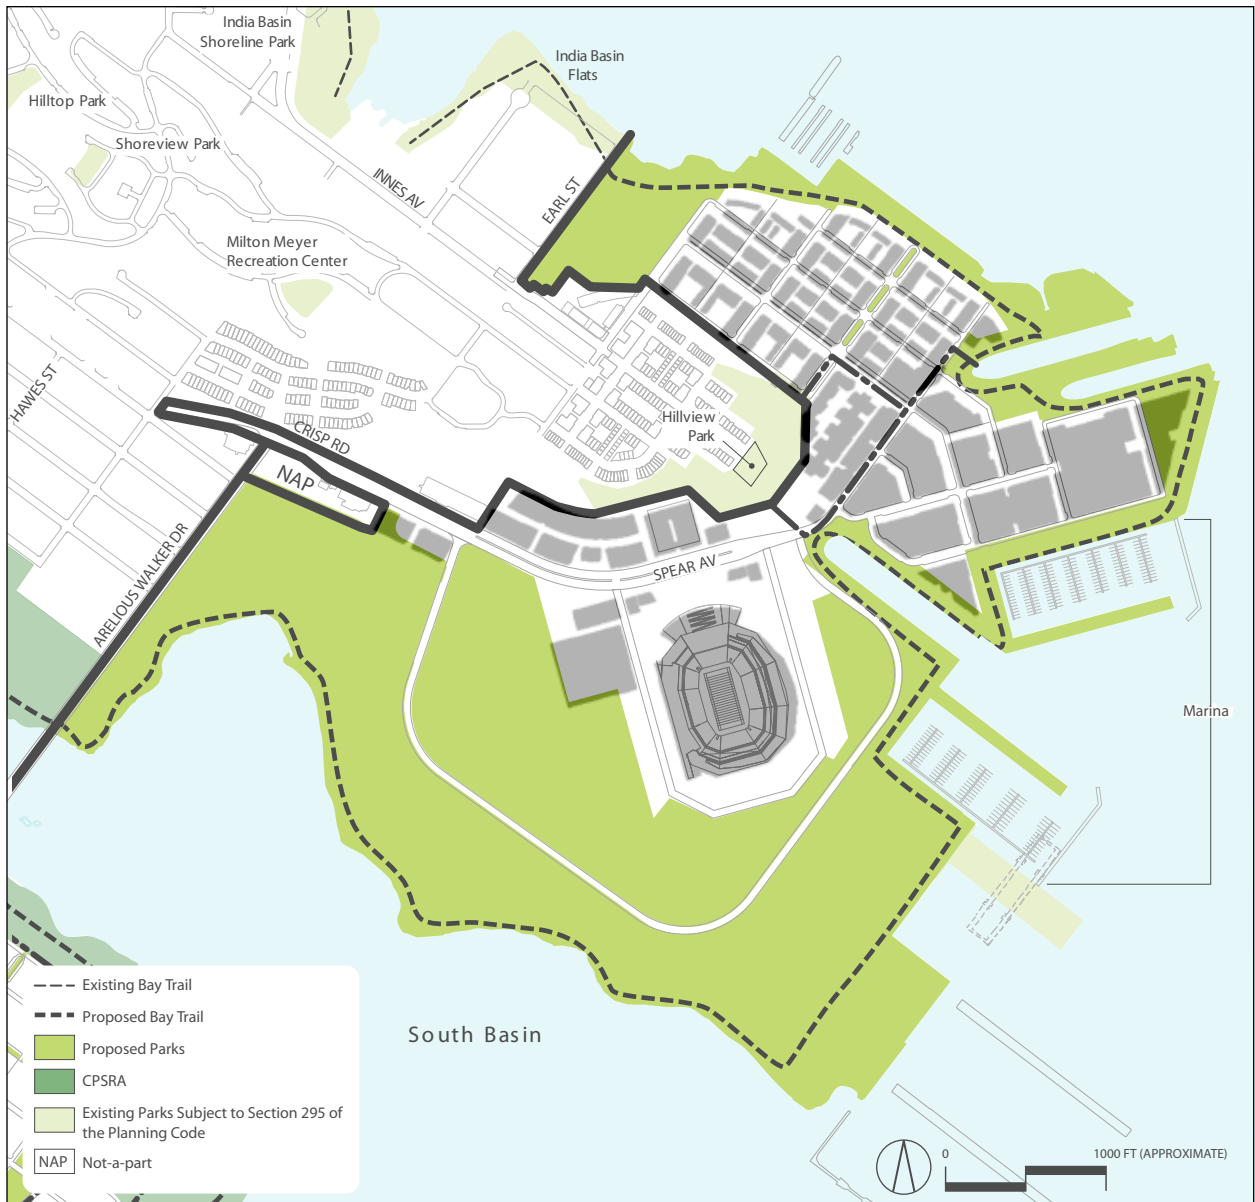 India Basin
Shoreline Park
India Basin
Flats
Hilltop Park
Shoreview Park
INNES AV
EARL ST
Milton Meyer
Recreation Center
HAWES ST
Hillview
Park
CRISP RD
NAP
SPEAR AV
ARELIOUS WALKER DR
Marina
South Basin
Existing Bay Trail
Proposed Bay Trail
Proposed Parks
CPSRA
Existing Parks Subject to Section 295 of
the Planning Code
NAP
Not-a-part
0
1000 FT (APPROXIMATE)